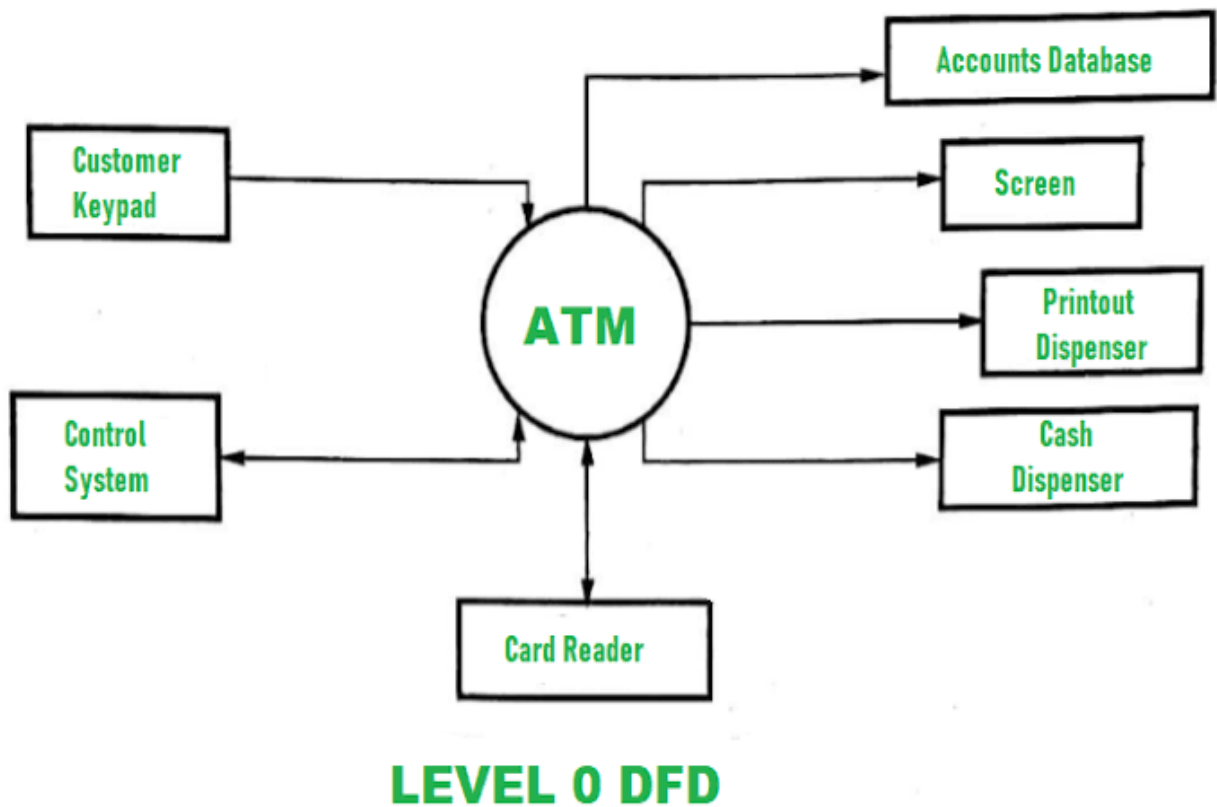 Accounts Database
Customer
Keypad
Screen
ATM
Printout
Dispenser
Control
System
Cash
Dispenser
Card Reader
LEVEL 0 DFD